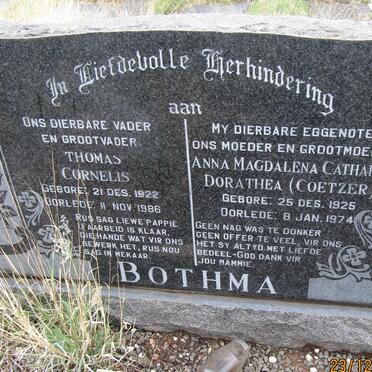 In Liefdevolle Herhindering
aan
ONS DIERBARE VADER
EN GROOTVADER
THOMAS
CORNELIS
GEBORE: 21 DES. 1922
OORLEDE: 11 NOV. 1986
RUS SAG LIEWE PAPPIE
U ARBEID IS KLAAR,
DIE HANDE WAT VIR ONS
GEWERK HET, RUS NOU
SAG IN MEKAAR.
MY DIERBARE EGGENOTE
ONS MOEDER EN GROOTMOE
ANNA MAGDALENA CATHA
DORATHEA (COETZER
GEBORE: 25 DES. 1925
OORLEDE: 8 JAN. 1974
GEEN NAG WAS TE DONKER
GEEN OFFER TE VEEL, VIR ONS
HET SY ALTYD MET LIEFDE
BEDEEL-GOD DANK VIR
JOU MAMMIE.
BOTHMA
23/12